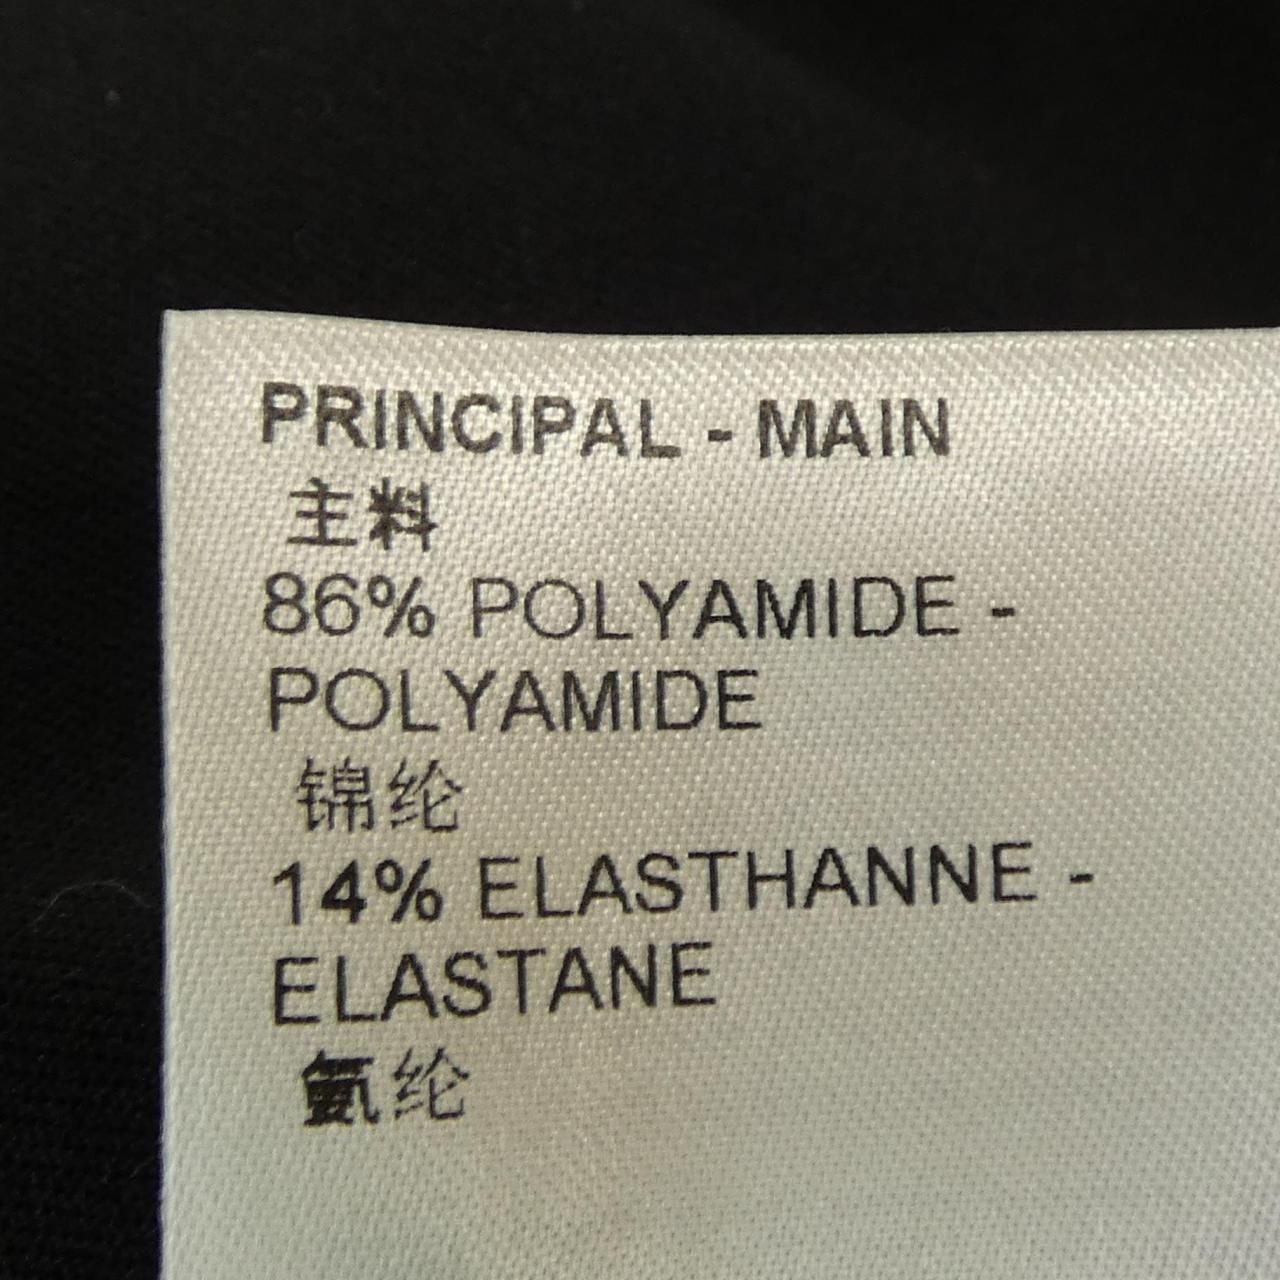 PRINCIPAL - MAIN
主料
86% POLYAMIDE -
POLYAMIDE
锦纶
14% ELASTHANNE -
ELASTANE
氨纶